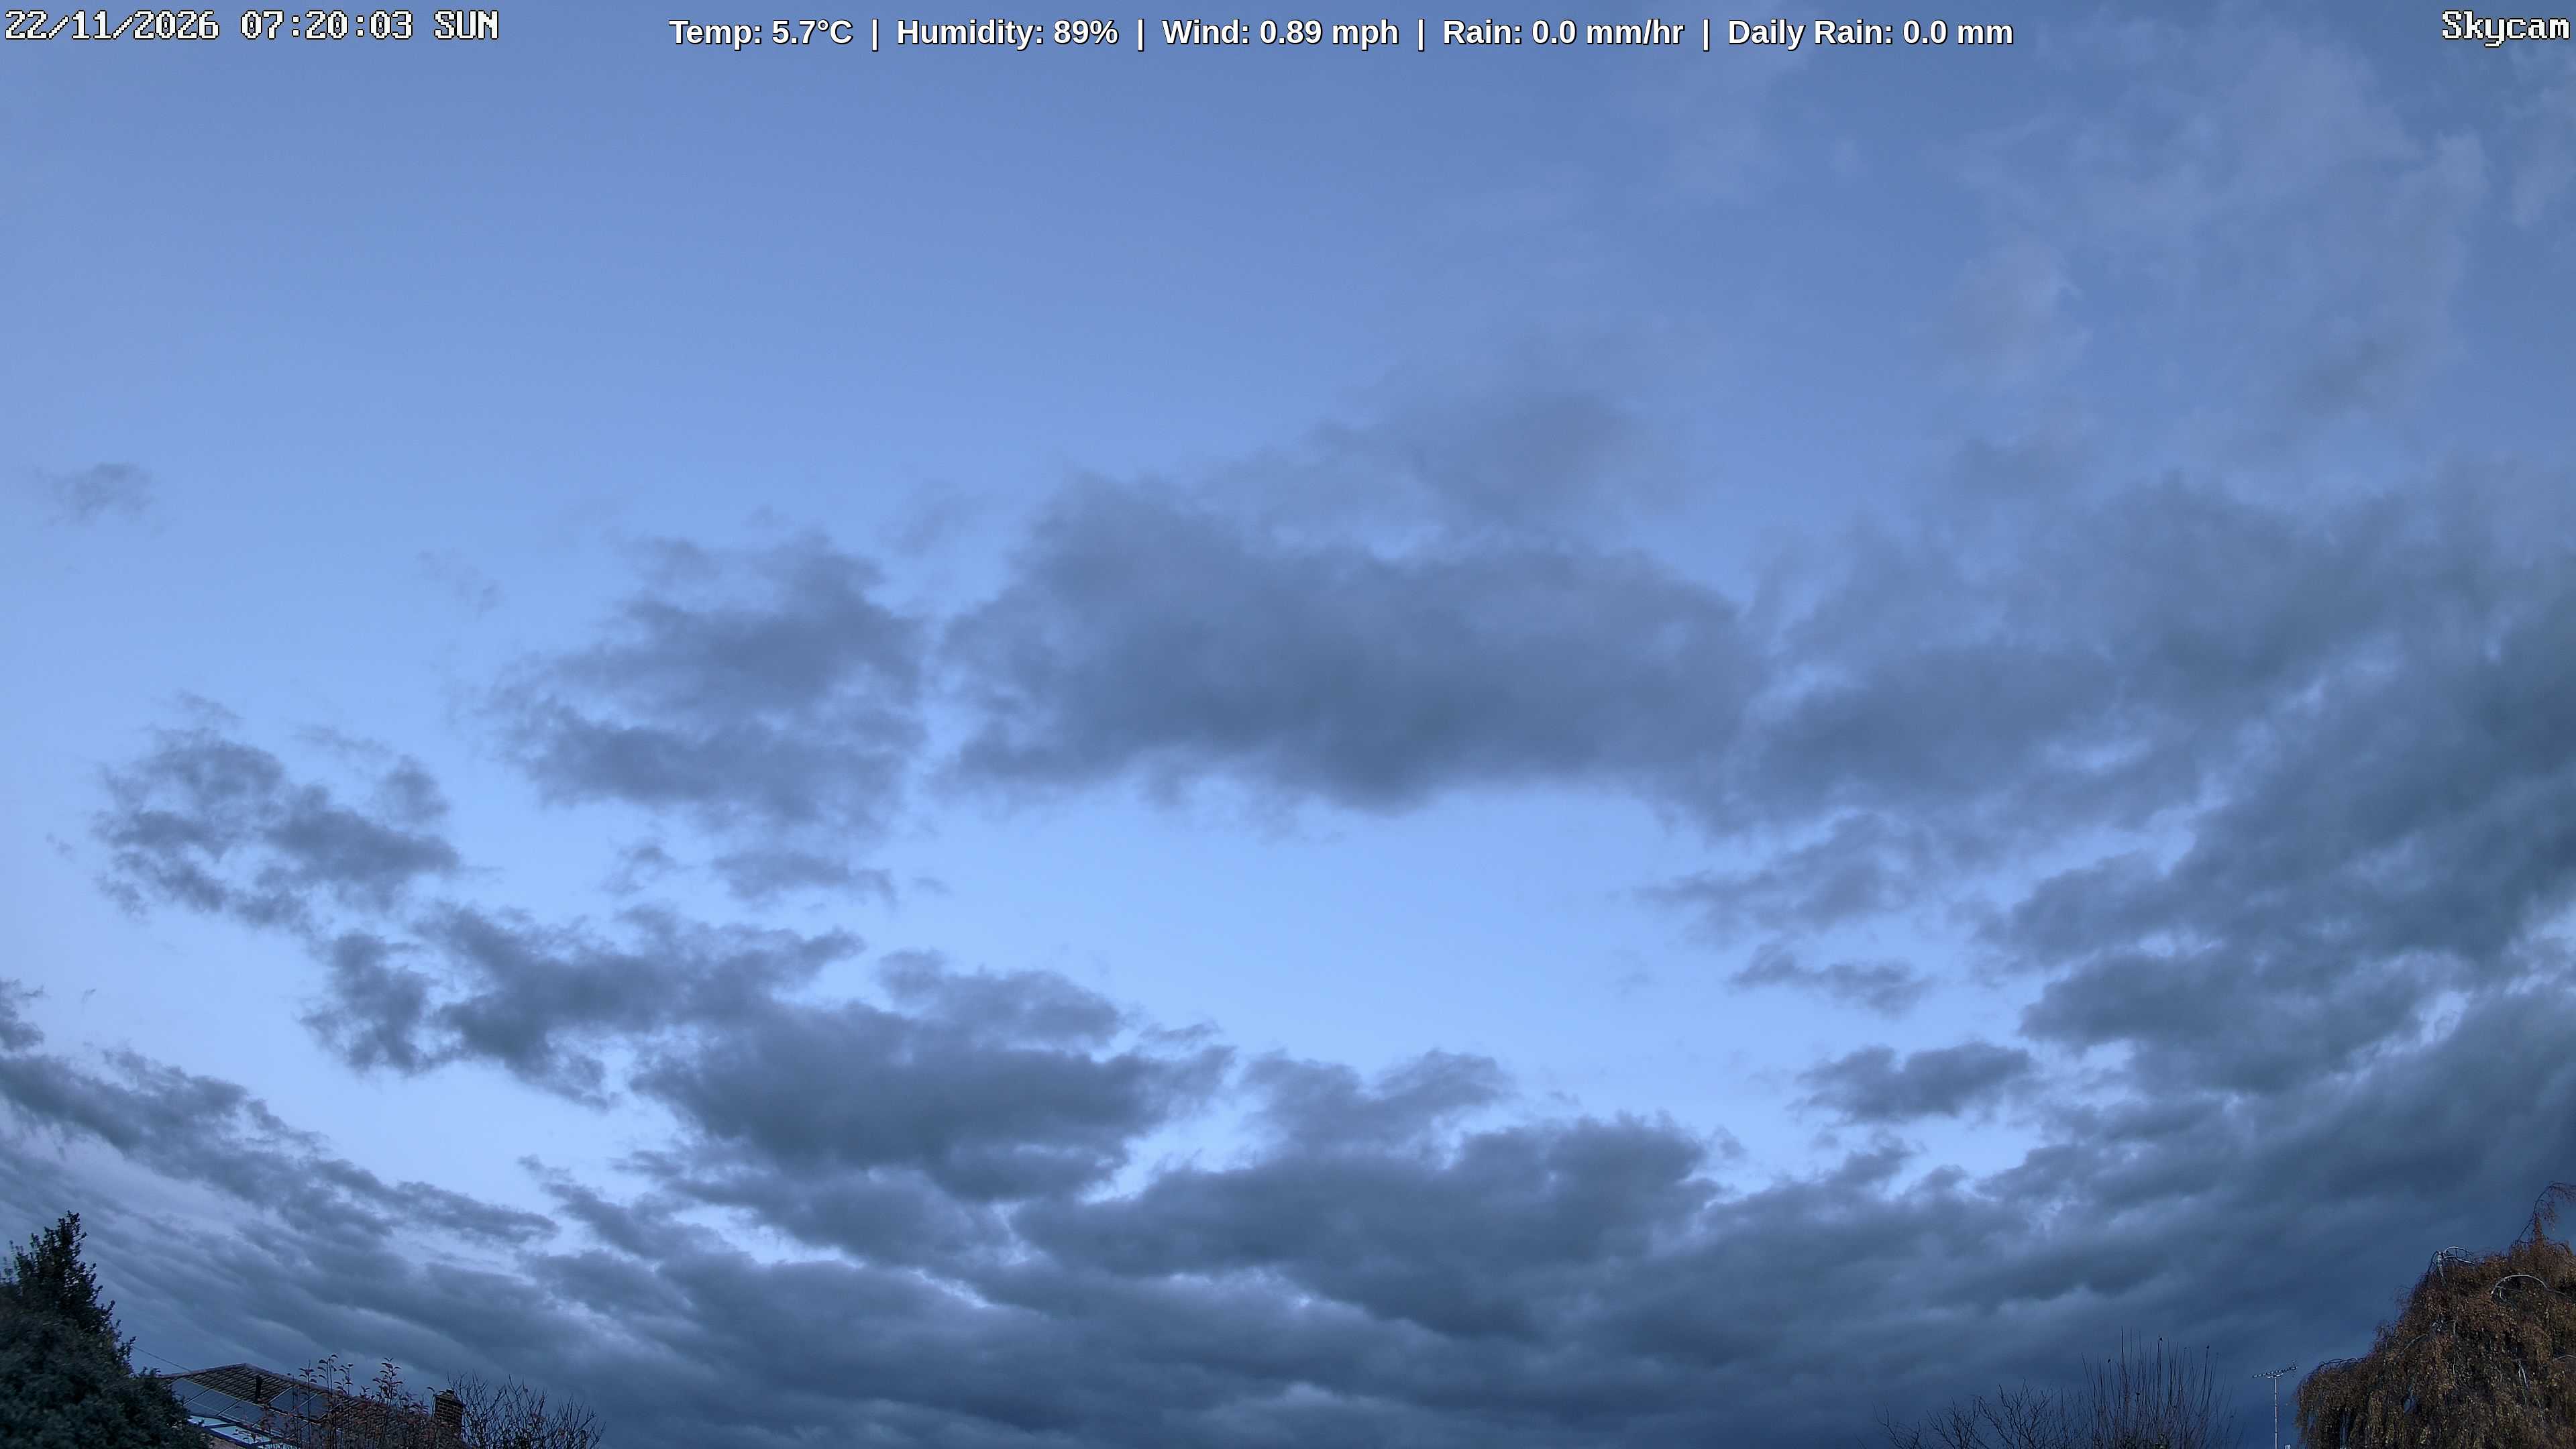 22/11/2026 07:20:03 SUN
Temp: 5.7°C | Humidity: 89% | Wind: 0.89 mph | Rain: 0.0 mm/hr | Daily Rain: 0.0 mm
Skycam